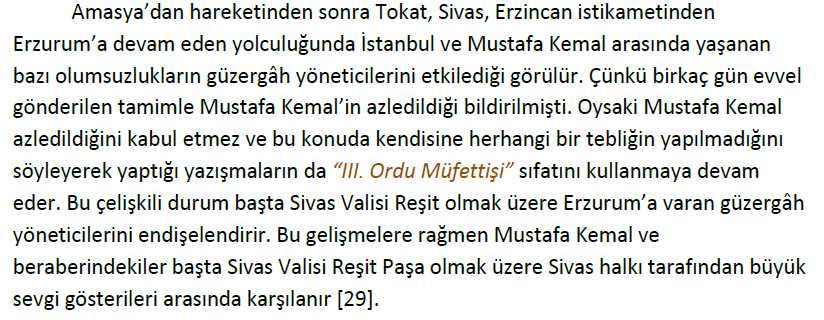 Amasya’dan hareketinden sonra Tokat, Sivas, Erzincan istikametinden
Erzurum’a devam eden yolculuğunda İstanbul ve Mustafa Kemal arasında yaşanan
bazı olumsuzlukların güzergâh yöneticilerini etkilediği görülür. Çünkü birkaç gün evvel
gönderilen tamimle Mustafa Kemal’in azledildiği bildirilmişti. Oysaki Mustafa Kemal
azledildiğini kabul etmez ve bu konuda kendisine herhangi bir tebliğin yapılmadığını
söyleyerek yaptığı yazışmaların da “III. Ordu Müfettişi” sıfatını kullanmaya devam
eder. Bu çelişkili durum başta Sivas Valisi Reşit olmak üzere Erzurum’a varan güzergâh
yöneticilerini endişelendirir. Bu gelişmelere rağmen Mustafa Kemal ve
beraberindekiler başta Sivas Valisi Reşit Paşa olmak üzere Sivas halkı tarafından büyük
sevgi gösterileri arasında karşılanır [29].